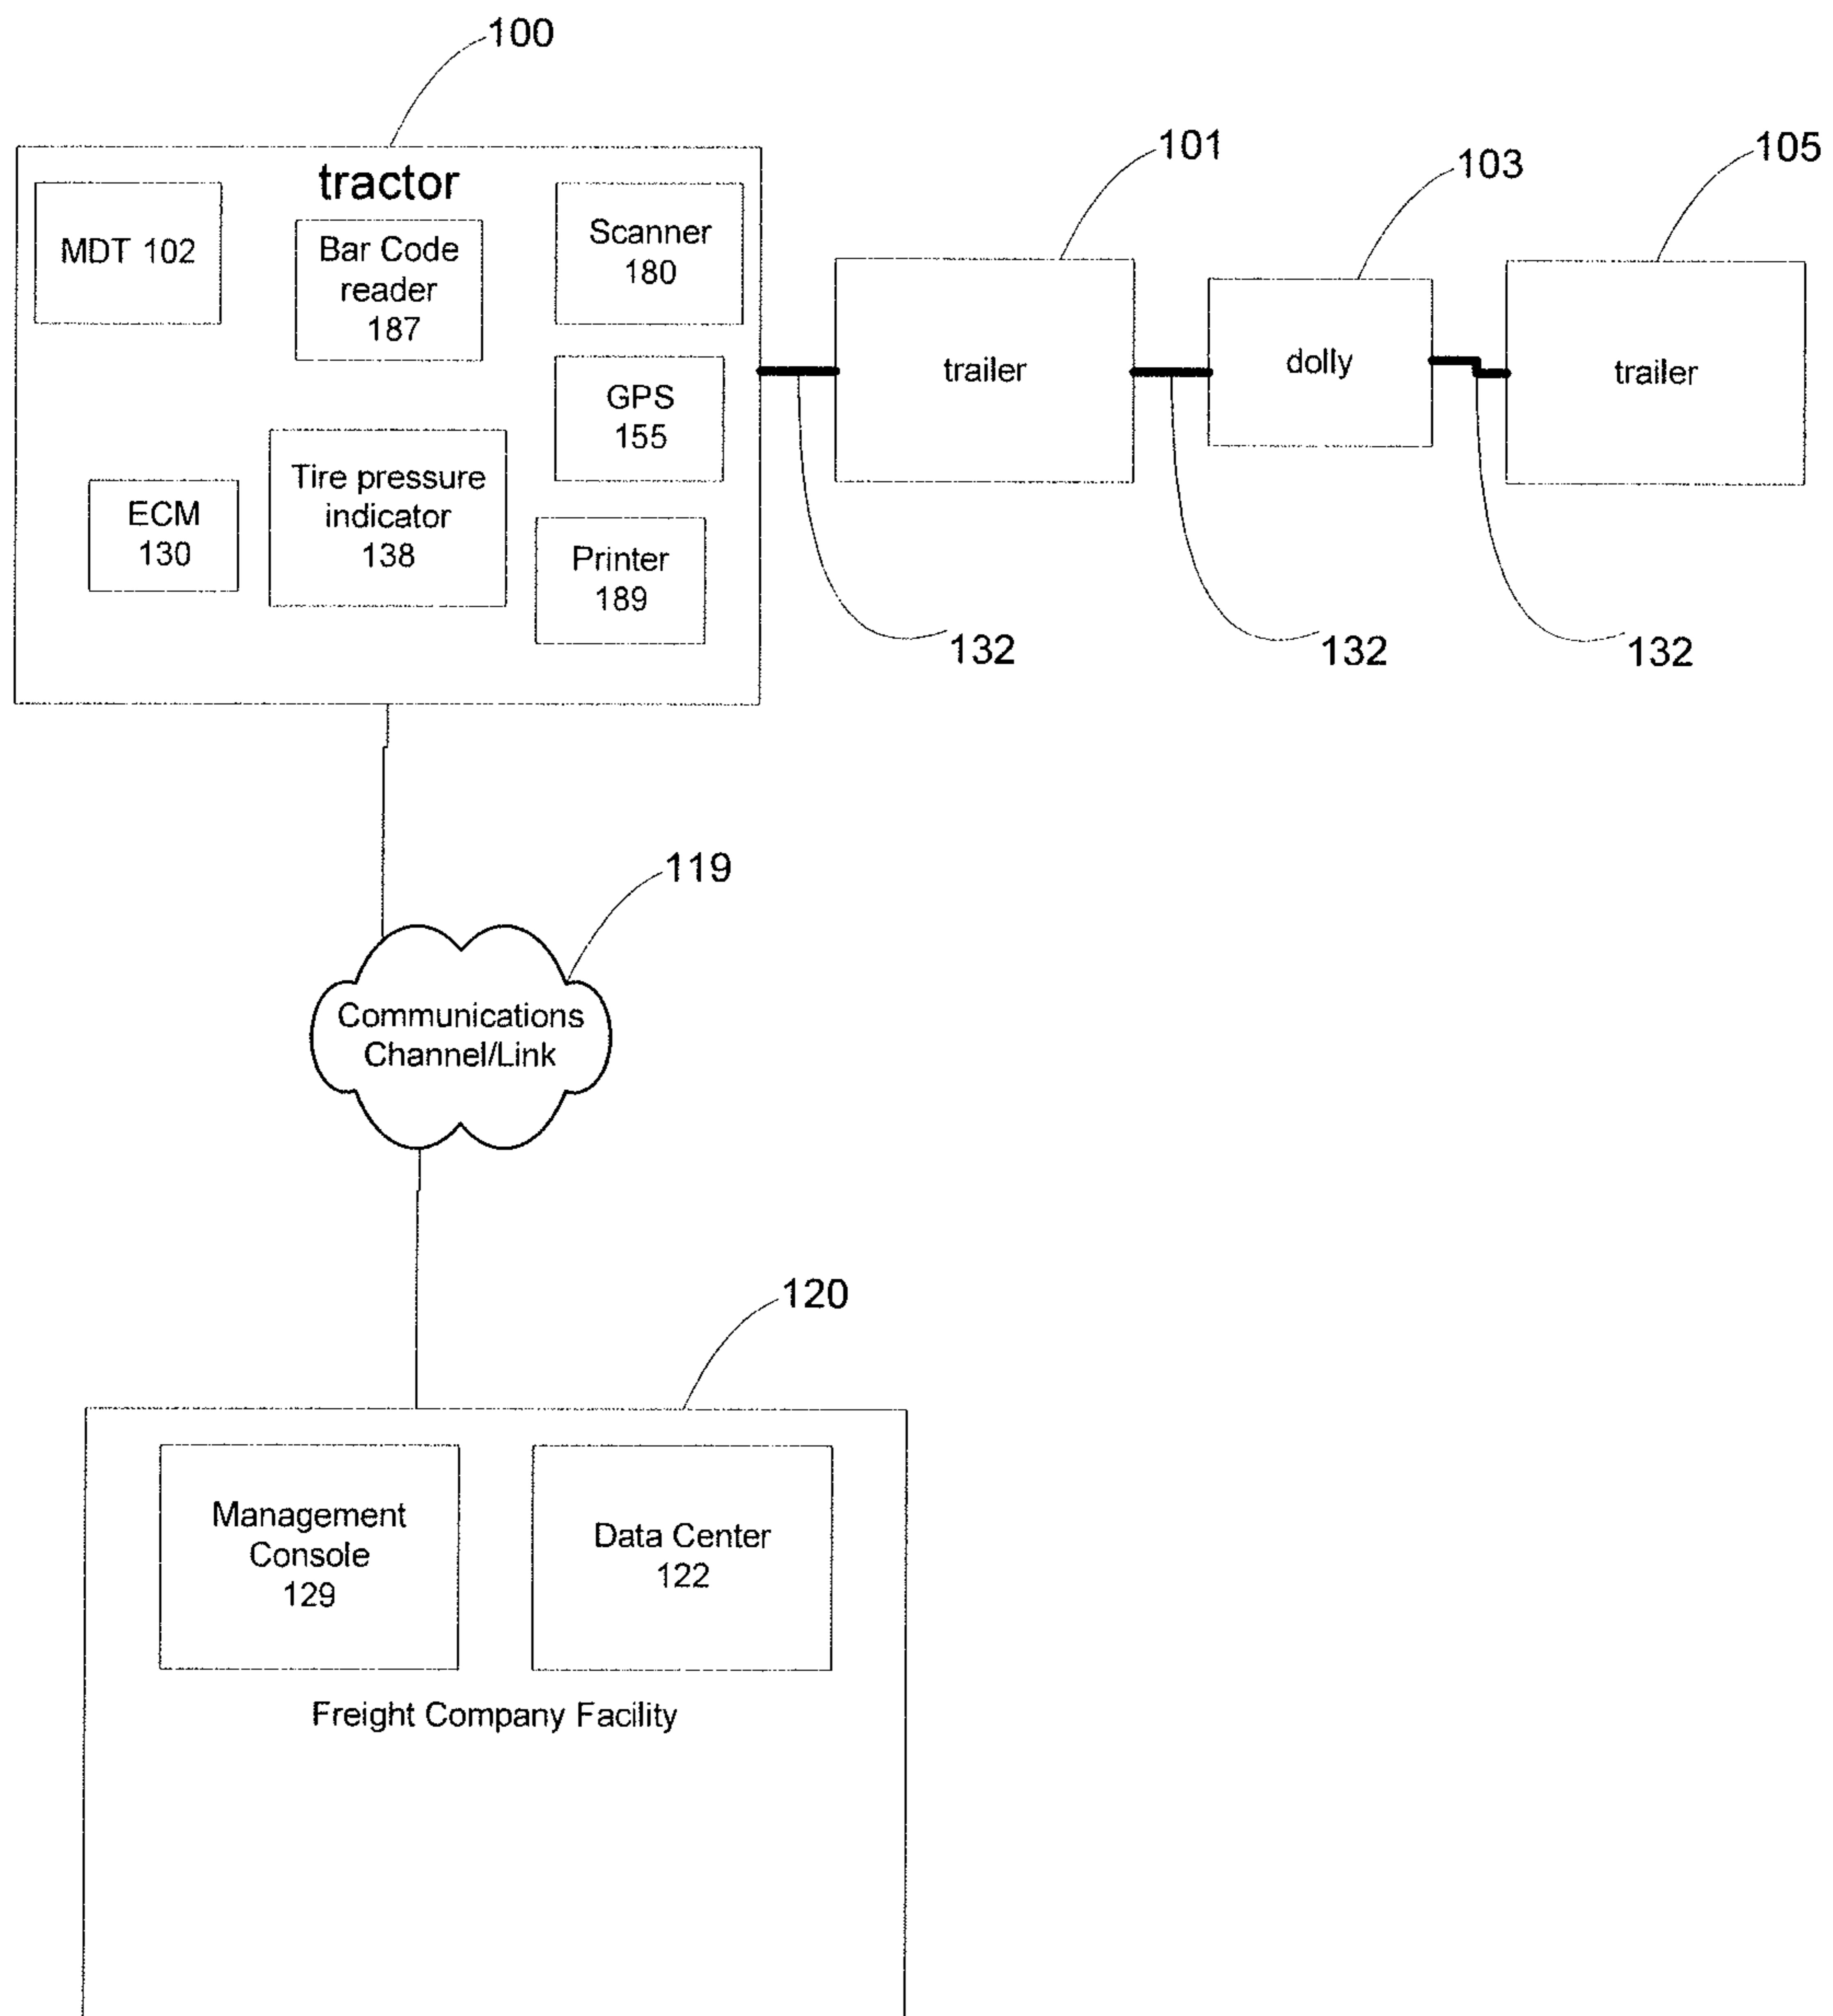 100
tractor
MDT 102
Bar Code
reader
187
Scanner
180
GPS
155
ECM
130
Tire pressure
indicator
138
Printer
189
101
trailer
103
dolly
105
trailer
132
132
132
119
Communications
Channel/Link
120
Management
Console
129
Data Center
122
Freight Company Facility